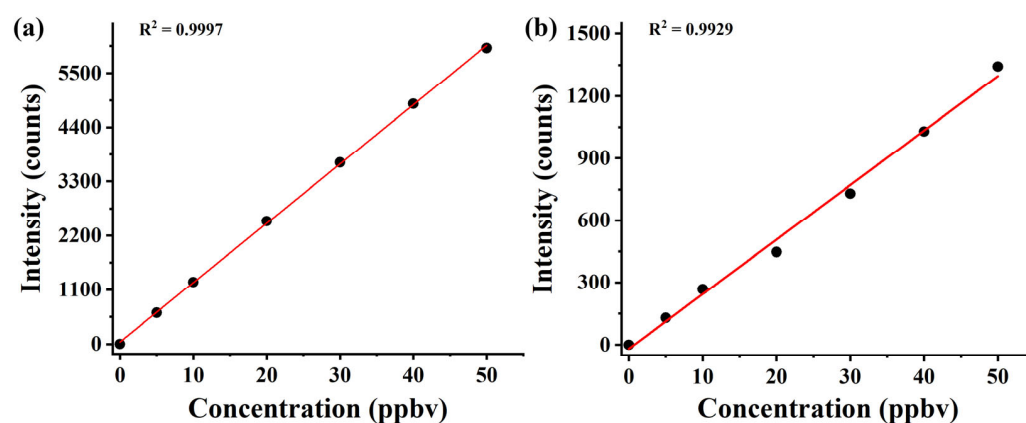 (a)
R² = 0.9997
Intensity (counts)
5500
4400
3300
2200
1100
0
0 10 20 30 40 50
Concentration (ppbv)
(b)
R² = 0.9929
Intensity (counts)
1500
1200
900
600
300
0
0 10 20 30 40 50
Concentration (ppbv)